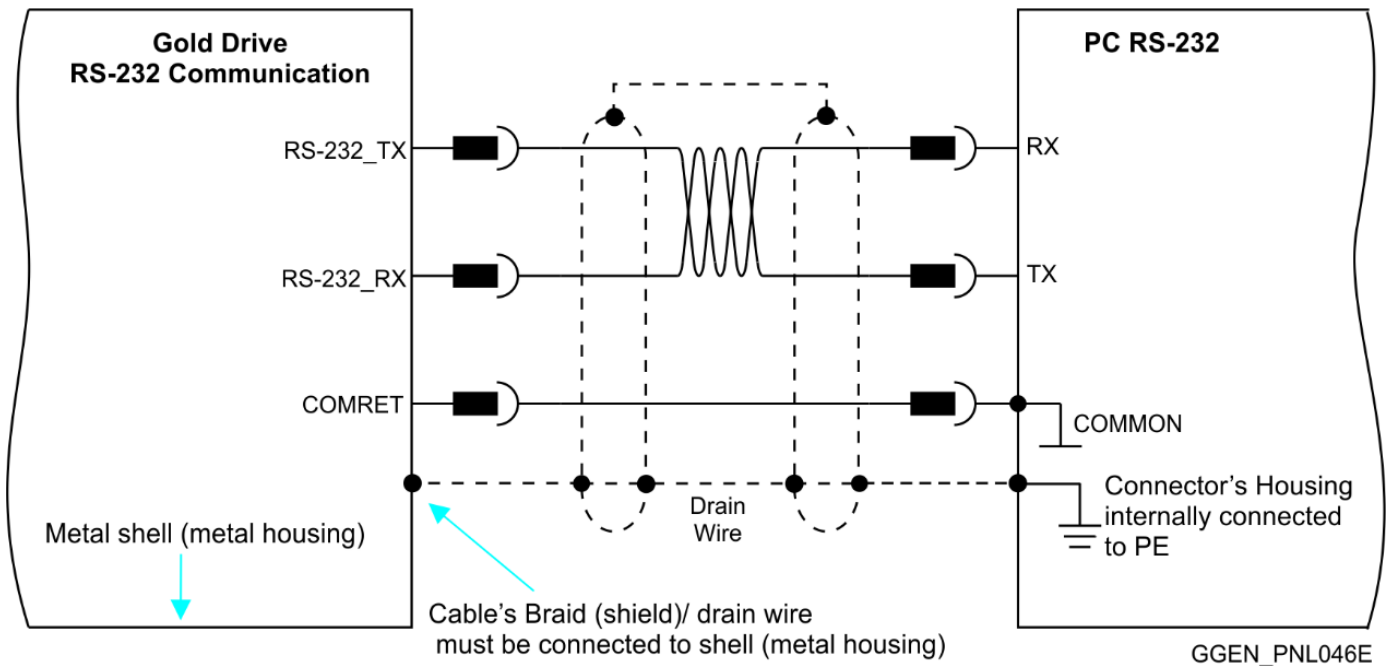 Gold Drive
RS-232 Communication
PC RS-232
RS-232_TX
RX
RS-232_RX
TX
COMRET
COMMON
Drain
Wire
Connector's Housing
internally connected
to PE
Metal shell (metal housing)
Cable's Braid (shield)/ drain wire
must be connected to shell (metal housing)
GGEN_PNL046E